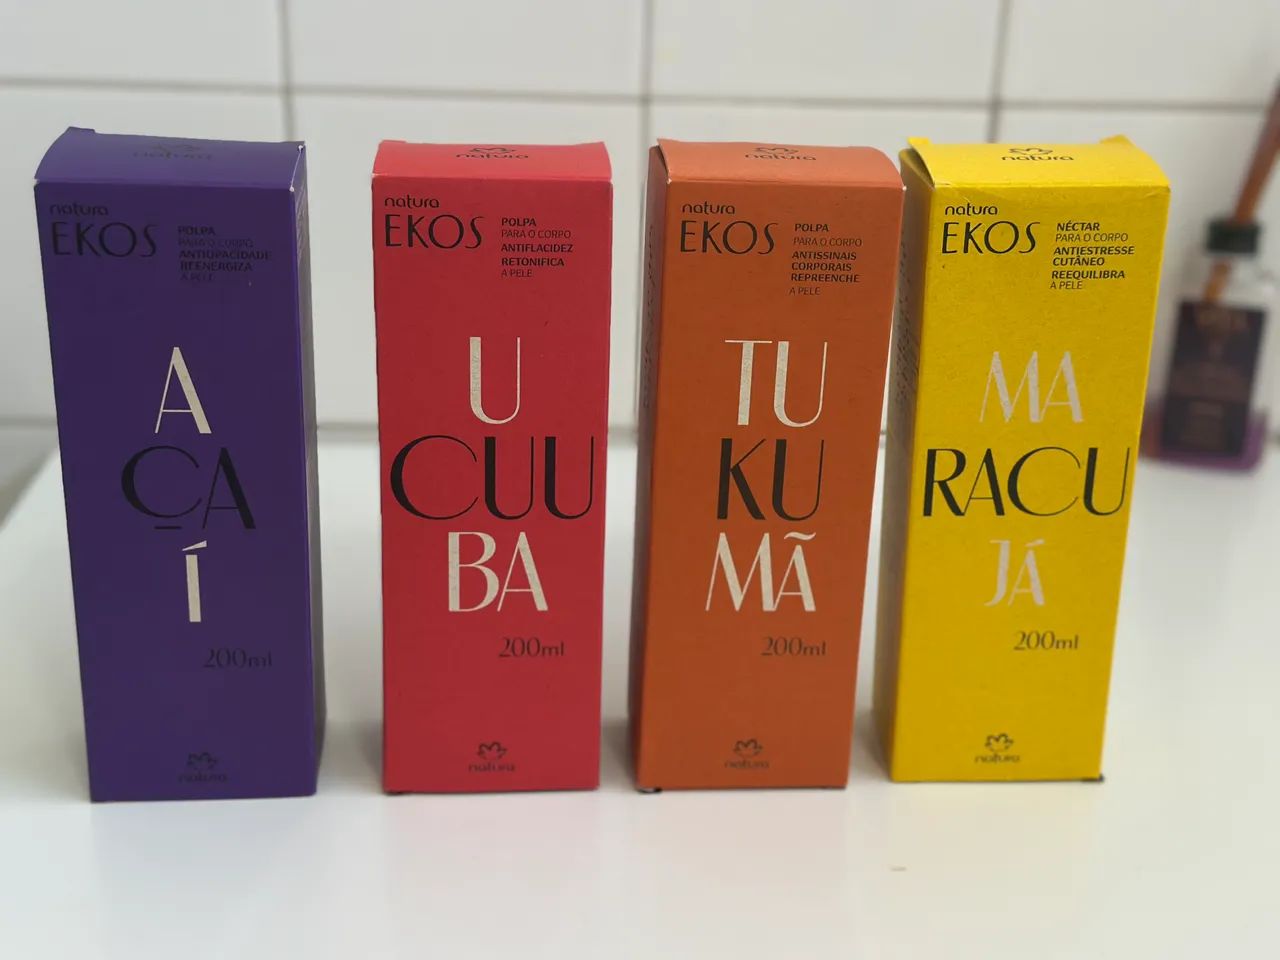 natura
natura
EKOS
POLPA
PARA O CORPO
ANTIOPACIDADE
REENERGIZA
A PELE
A
ÇA
Í
200ml
natura
natura
natura
EKOS
POLPA
PARA O CORPO
ANTIFLACIDEZ
RETONIFICA
A PELE
U
CUU
BA
200ml
natura
natura
natura
EKOS
POLPA
PARA O CORPO
ANTISSINAIS
CORPORAIS
REPREENCHE
A PELE
TU
KU
MÃ
200ml
natura
natura
natura
EKOS
NÉCTAR
PARA O CORPO
ANTIESTRESSE
CUTÂNEO
REEQUILIBRA
A PELE
MA
RACU
JÁ
200ml
natura